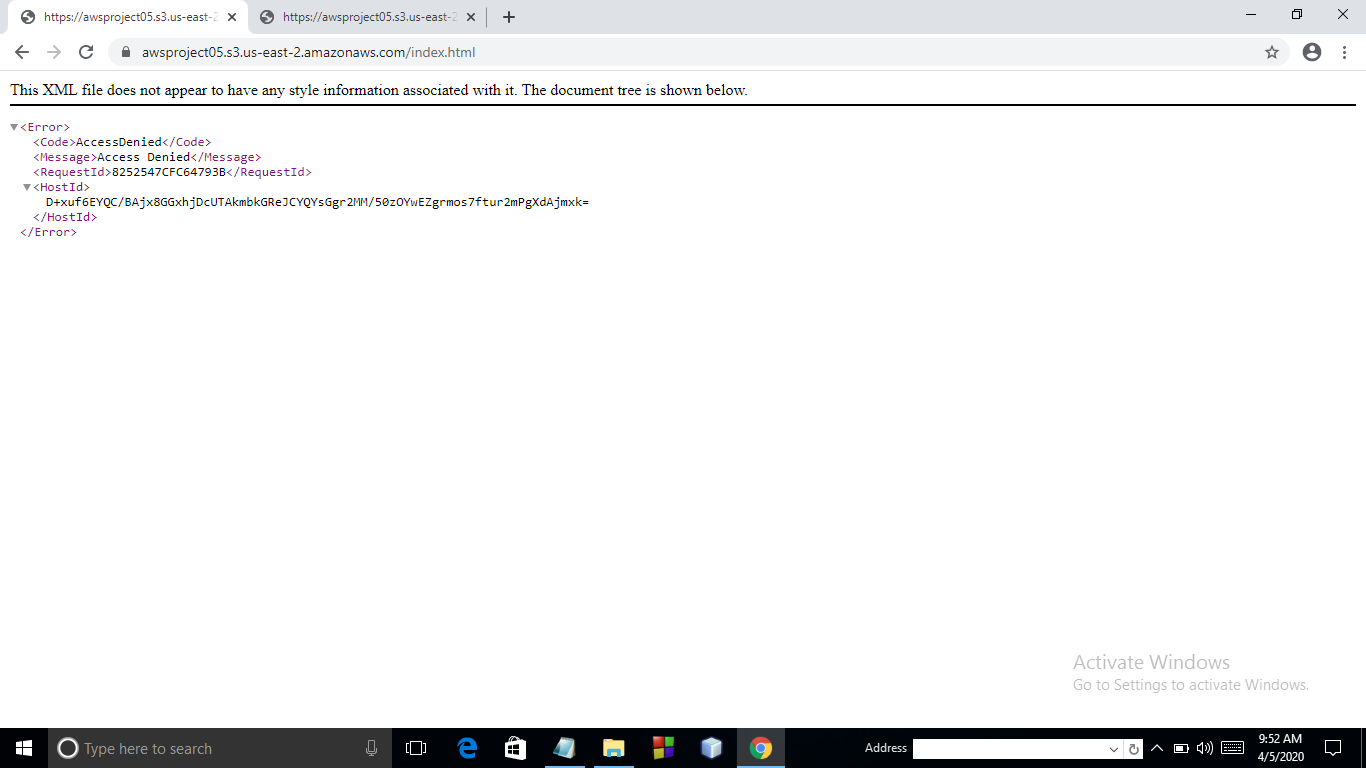 https://awsproject05.s3.us-east-2
https://awsproject05.s3.us-east-2
awsproject05.s3.us-east-2.amazonaws.com/index.html
This XML file does not appear to have any style information associated with it. The document tree is shown below.
<Error>
<Code>AccessDenied</Code>
<Message>Access Denied</Message>
<RequestId>8252547CFC64793B</RequestId>
<HostId>
D+xuf6EYQC/BAjx8GGxhjDcUTAkmbkGReJCYQYsGgr2MM/50zOYwEZgrmos7ftur2mPgXdAjmxk=
</HostId>
</Error>
Activate Windows
Go to Settings to activate Windows.
Type here to search
Address
9:52 AM
4/5/2020